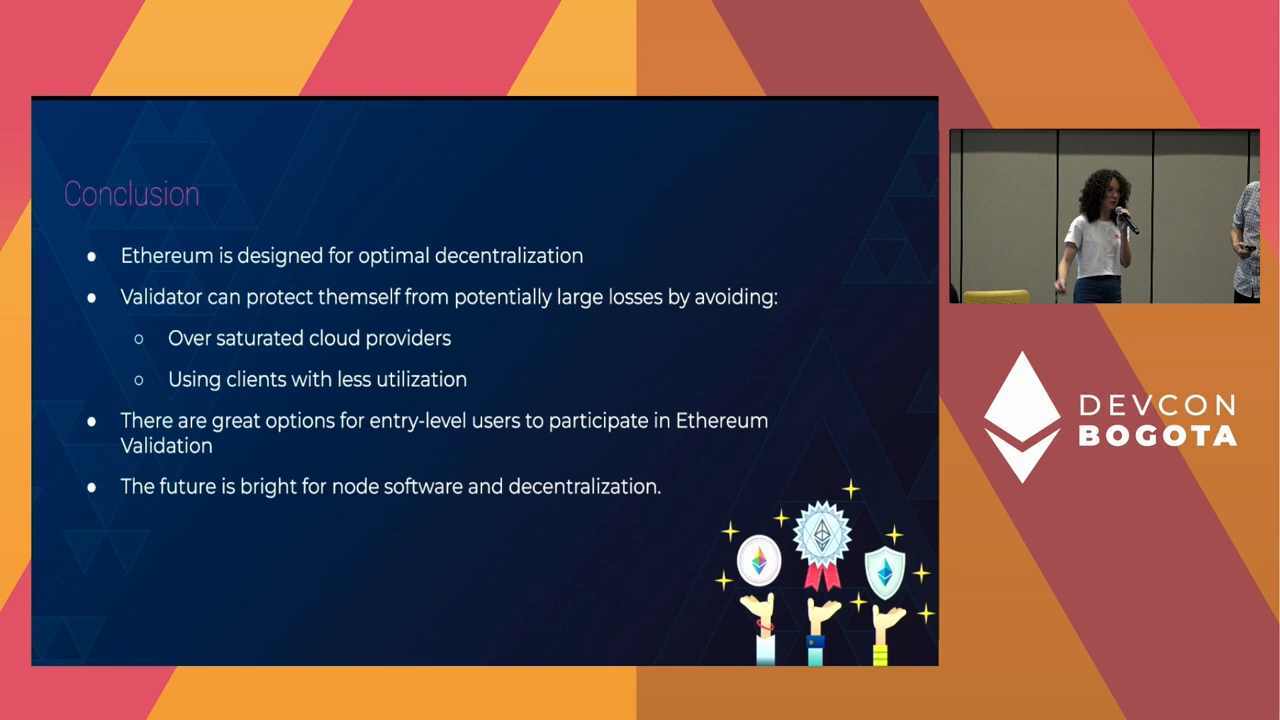 Conclusion
● Ethereum is designed for optimal decentralization
● Validator can protect themself from potentially large losses by avoiding:
○ Over saturated cloud providers
○ Using clients with less utilization
● There are great options for entry-level users to participate in Ethereum
Validation
● The future is bright for node software and decentralization.
DEVCON
BOGOTA